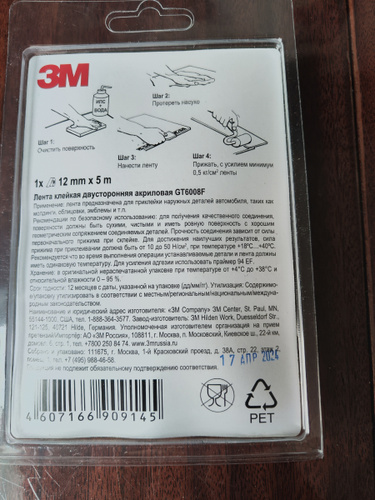 3M
ИПС
+
ВОДА
Шаг 2:
Протереть насухо
Шаг 1:
Очистить поверхность
Шаг 3:
Нанести ленту
Шаг 4:
Прижать, с усилием минимум
0,5 кг/см² ленты
1x 12 mm x 5 m
Лента клейкая двусторонняя акриловая GT6008F
Применение: лента предназначена для приклейки наружных деталей автомобиля, таких как
молдинги, облицовки, эмблемы и т.п.
Рекомендации по безопасному использованию: для получения качественного соединения,
поверхности должны быть сухими, чистыми и иметь ровную поверхность с хорошим
геометрическим сопряжением соединяемых деталей. Прочность соединения зависит от силы
первичного прижима при склейке. Для достижения наилучших результатов, сила
прижима при приклеивании должна быть от 10 до 50 Н/см², при температуре +18°С...+40°С.
Рекомендуется что во время выполнения операции устанавливаемые детали и лента должны
иметь одинаковую температуру. Для усиления адгезии используйте праймер 94 EF.
Хранение: в оригинальной нераспечатанной упаковке при температуре от +4°С до +38°С и
относительной влажности 0 – 95 %.
Срок хранения: 12 месяцев с даты, указанной на упаковке (дд/ммм/гг). Утилизация: Содержимое/
упаковку утилизировать в соответствии с местным/региональным/национальным/международным
законодательством.
Наименование и юридический адрес изготовителя: «3M Company» 3M Center, St. Paul, MN,
55144-1000, США, тел. 1-888-364-3577. Завод-изготовитель: 3M Hilden Work, Duesseldorf Str.,
121-125, 40721 Hilde, Германия. Уполномоченная изготовителем организация на прием
претензий/Импортёр: АО «3М Россия», 108811, г. Москва, п. Московский, Киевское ш., 22-й км,
домовл. 6, стр. 1, тел. +7800 250 84 74. www.3mrussia.ru
Собрано и упаковано: 111675, г. Москва, 1-й Красковский проезд, д. 38А, стр. 22, этаж 2,
1, тел. +7 (495) 988-46-58.
17 АПР 2024
не подлежит обязательному подтверждению соответствия.
4 607166 909145
1
PET